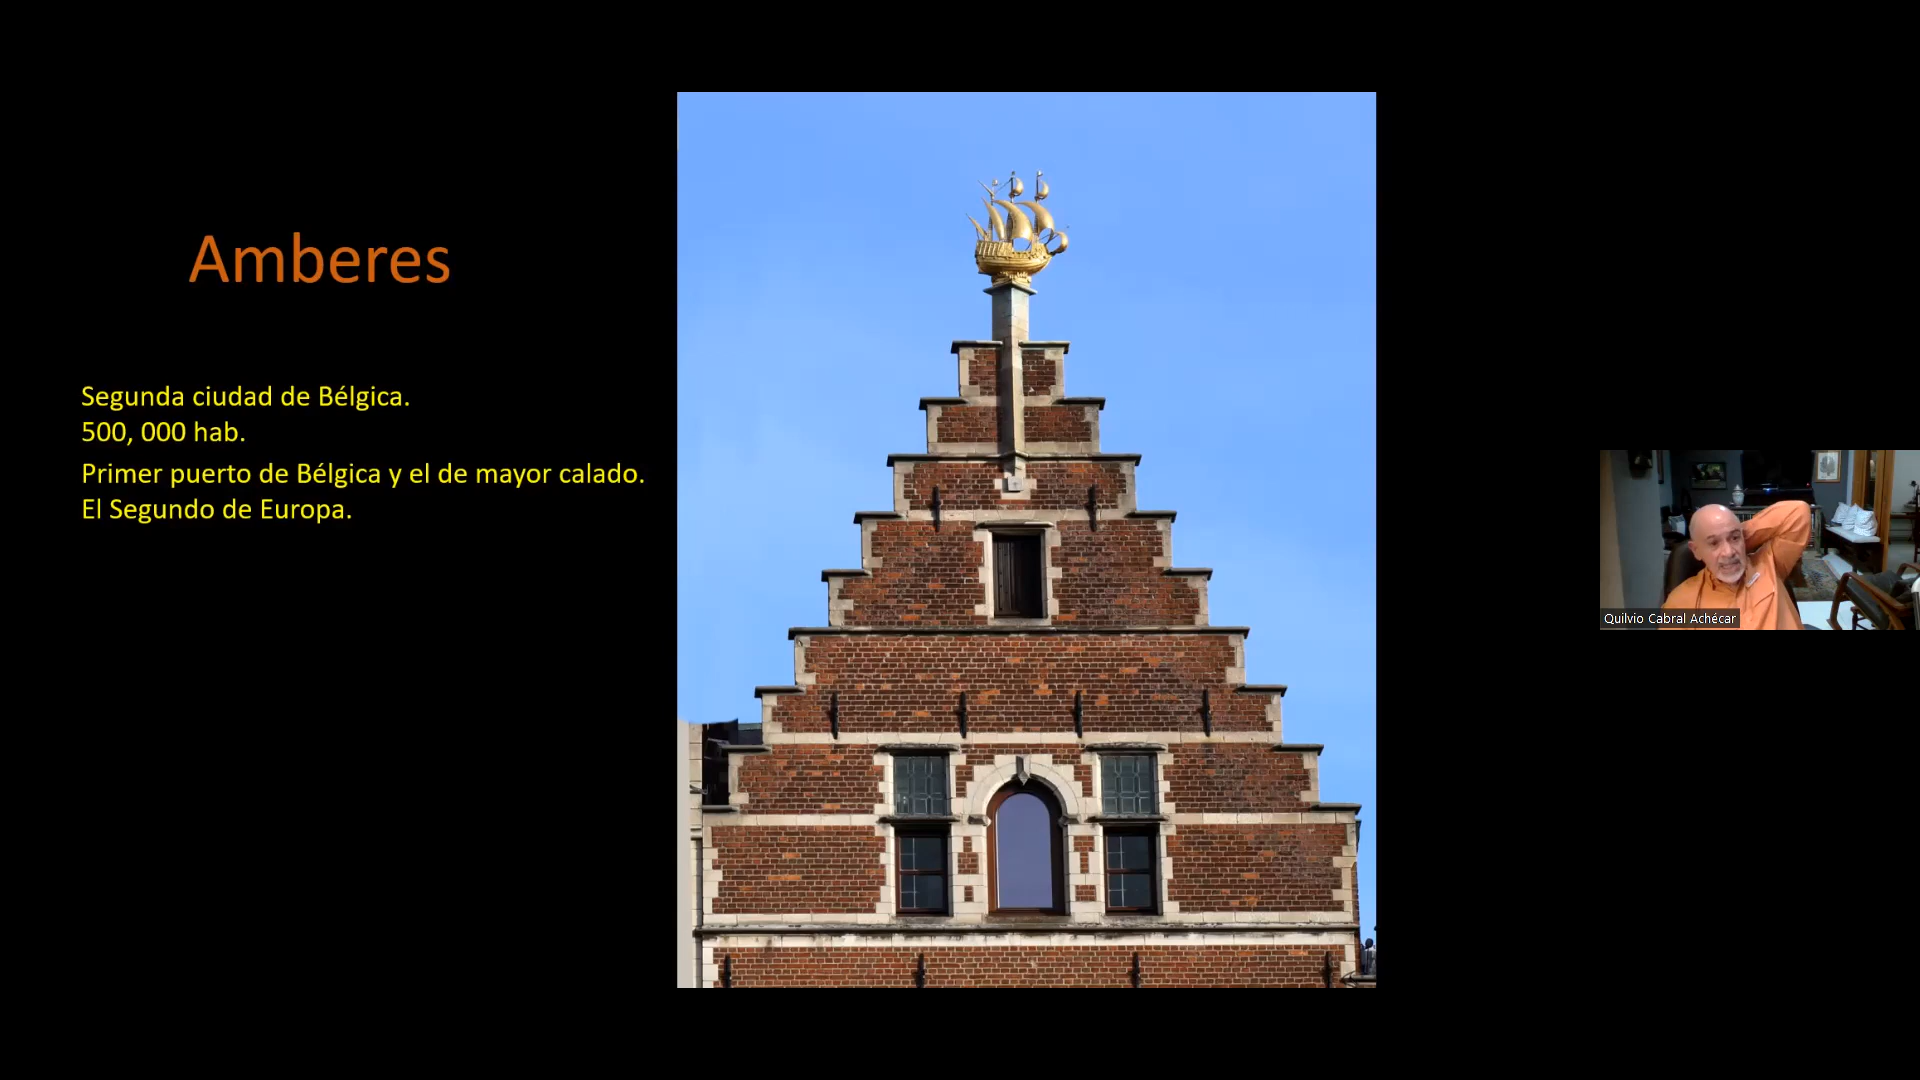 Amberes
Segunda ciudad de Bélgica.
500, 000 hab.
Primer puerto de Bélgica y el de mayor calado.
El Segundo de Europa.
Quilvio Cabral Achécar